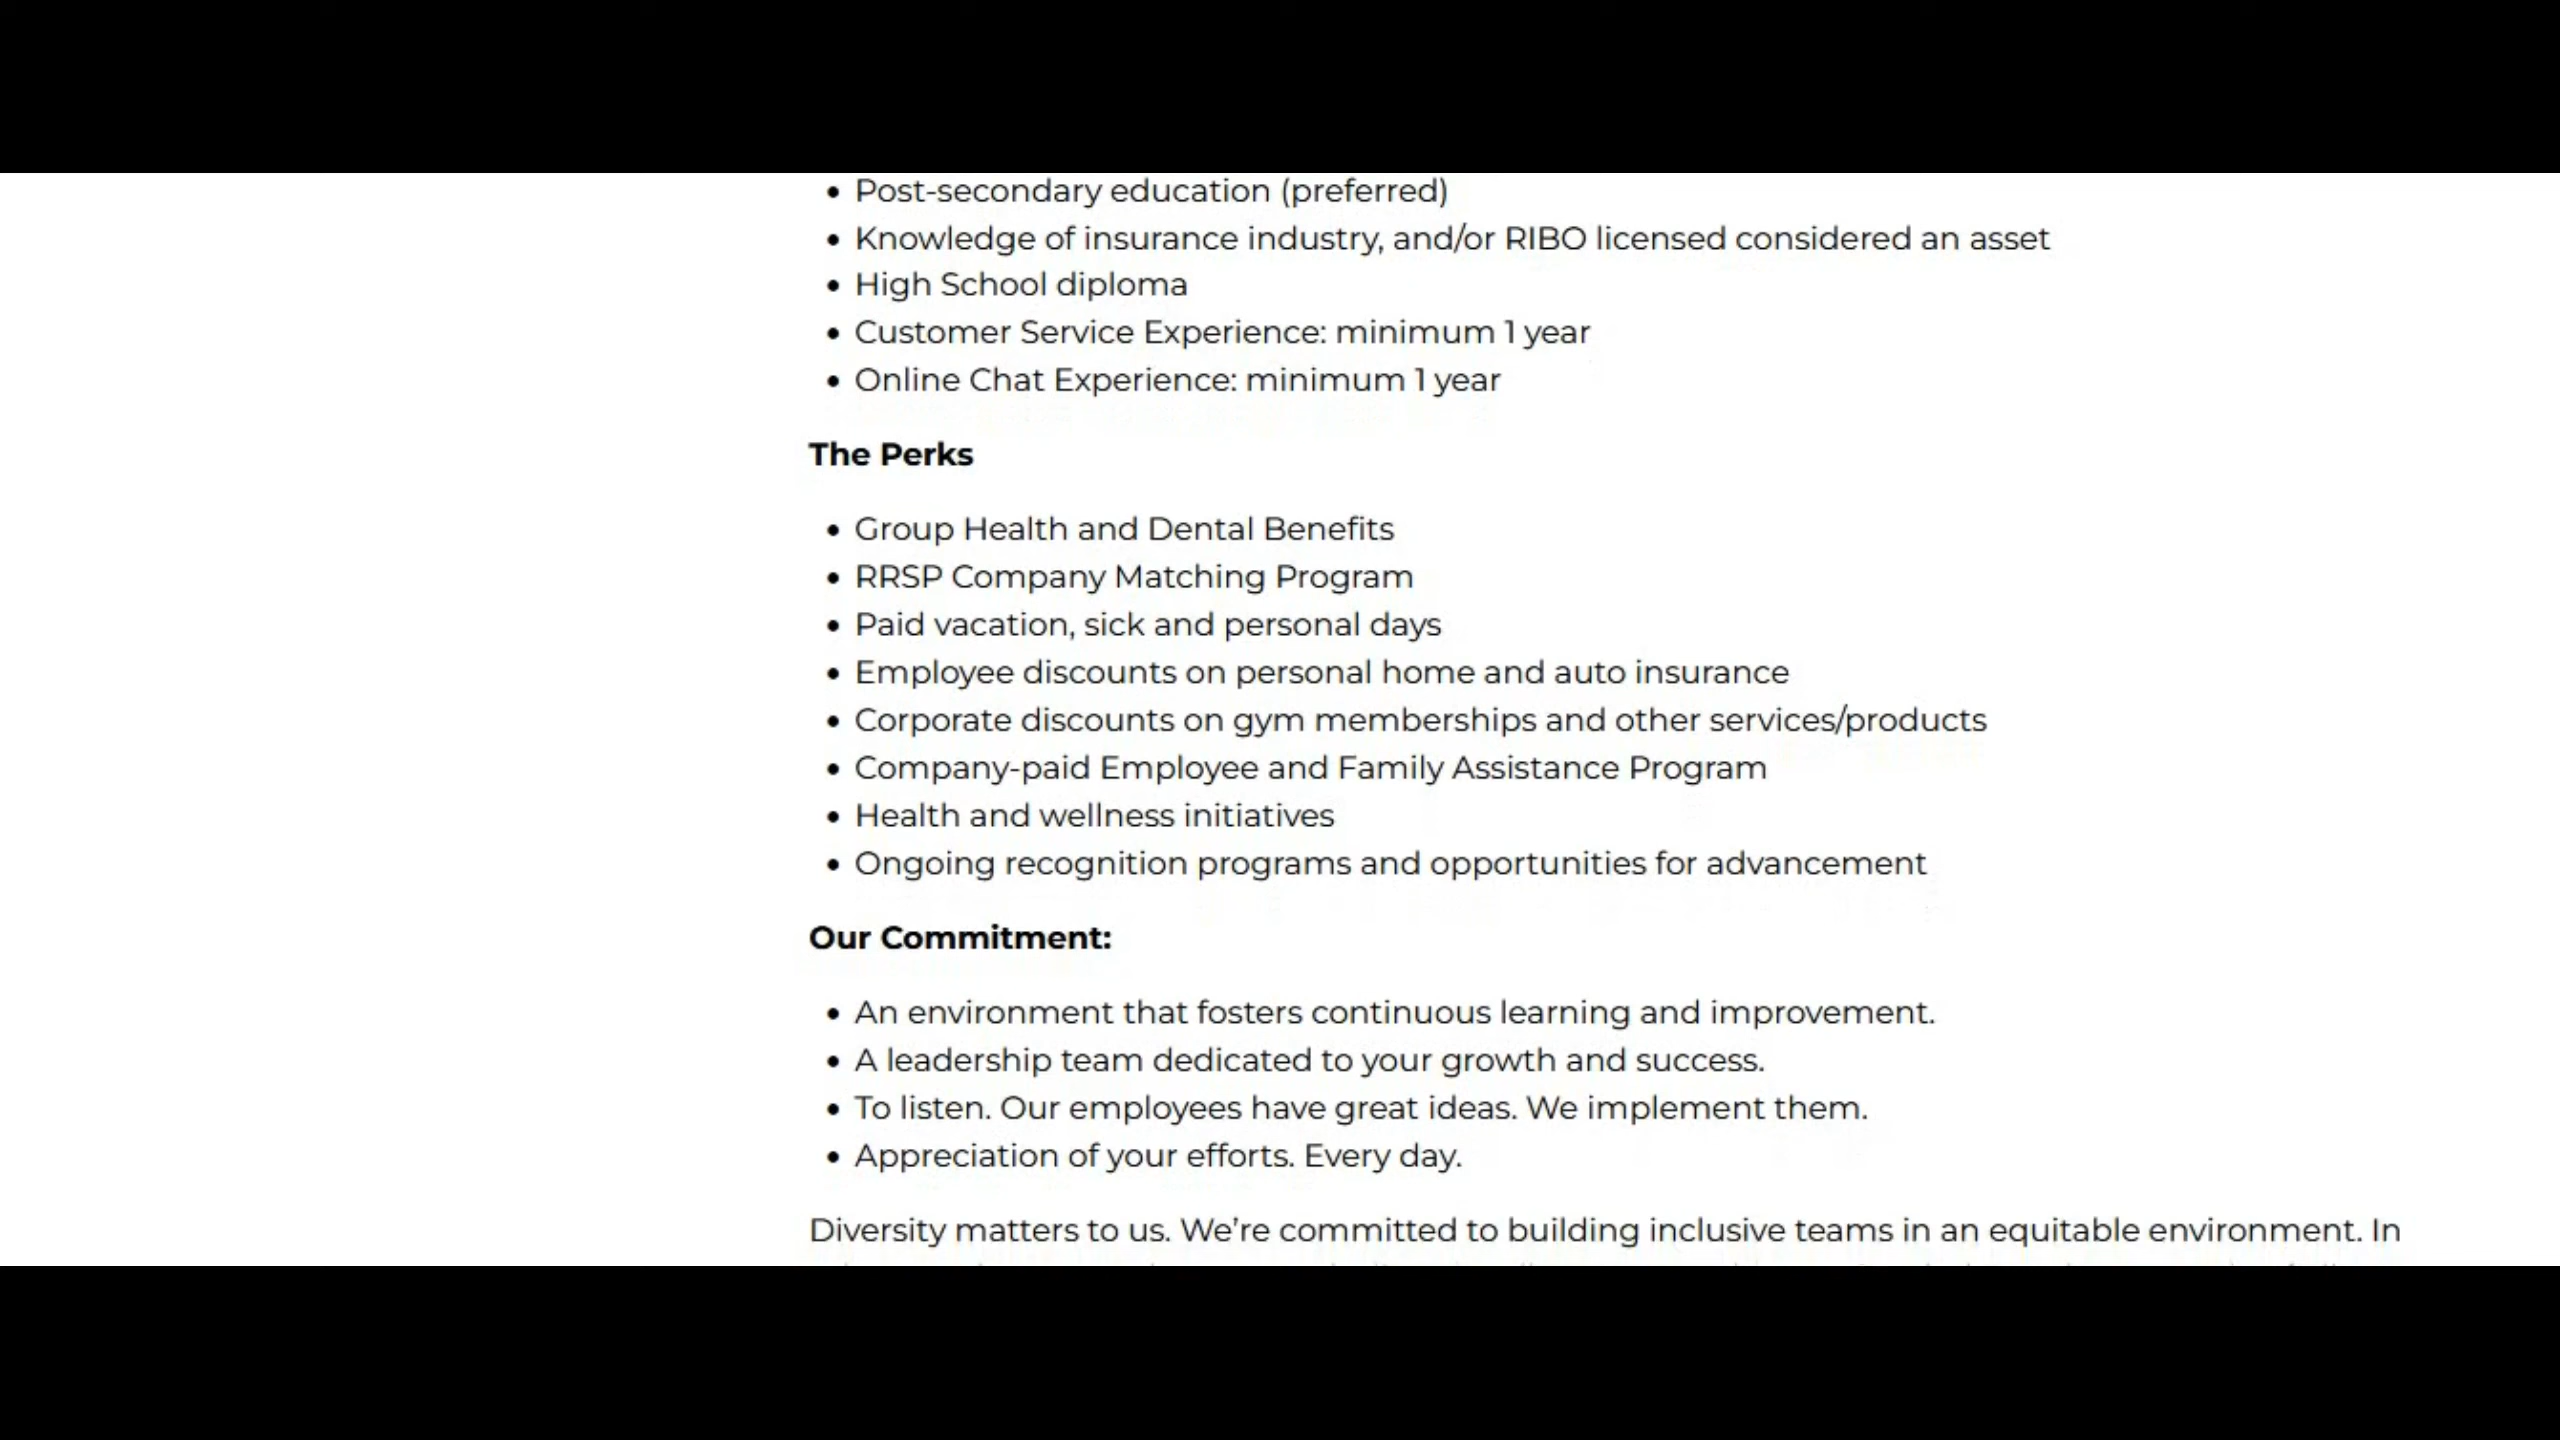 Post-secondary education (preferred)
Knowledge of insurance industry, and/or RIBO licensed considered an asset
High School diploma
Customer Service Experience: minimum 1 year
Online Chat Experience: minimum 1 year
The Perks
Group Health and Dental Benefits
RRSP Company Matching Program
Paid vacation, sick and personal days
Employee discounts on personal home and auto insurance
Corporate discounts on gym memberships and other services/products
Company-paid Employee and Family Assistance Program
Health and wellness initiatives
Ongoing recognition programs and opportunities for advancement
Our Commitment:
An environment that fosters continuous learning and improvement.
A leadership team dedicated to your growth and success.
To listen. Our employees have great ideas. We implement them.
Appreciation of your efforts. Every day.
Diversity matters to us. We’re committed to building inclusive teams in an equitable environment. In